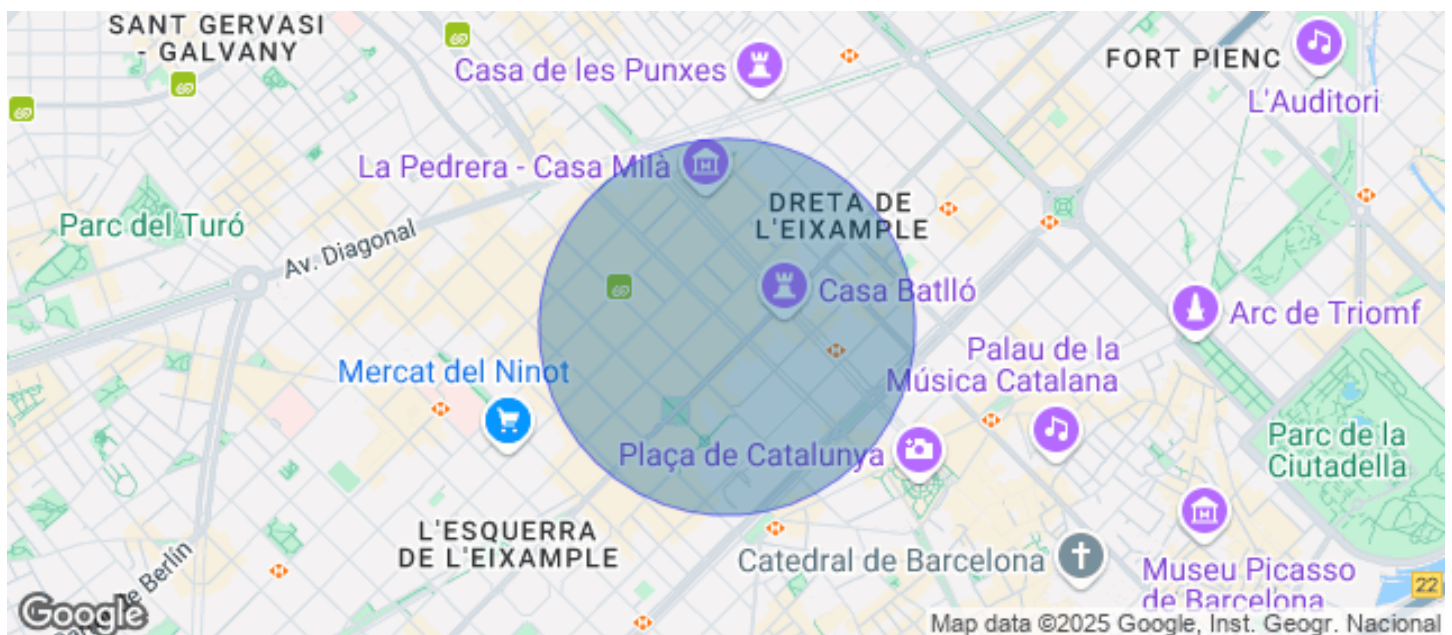 SANT GERVASI
- GALVANY
Casa de les Punxes
FORT PIENC
L'Auditori
La Pedrera - Casa Milà
DRETA DE
L'EIXAMPLE
Parc del Turó
Av. Diagonal
Casa Batlló
Arc de Triomf
Mercat del Ninot
Palau de la
Música Catalana
Plaça de Catalunya
Parc de la
Ciutadella
L'ESQUERRA
DE L'EIXAMPLE
Catedral de Barcelona
Museu Picasso
de Barcelona
22
de Berlín
Google
Map data ©2025 Google, Inst. Geogr. Nacional